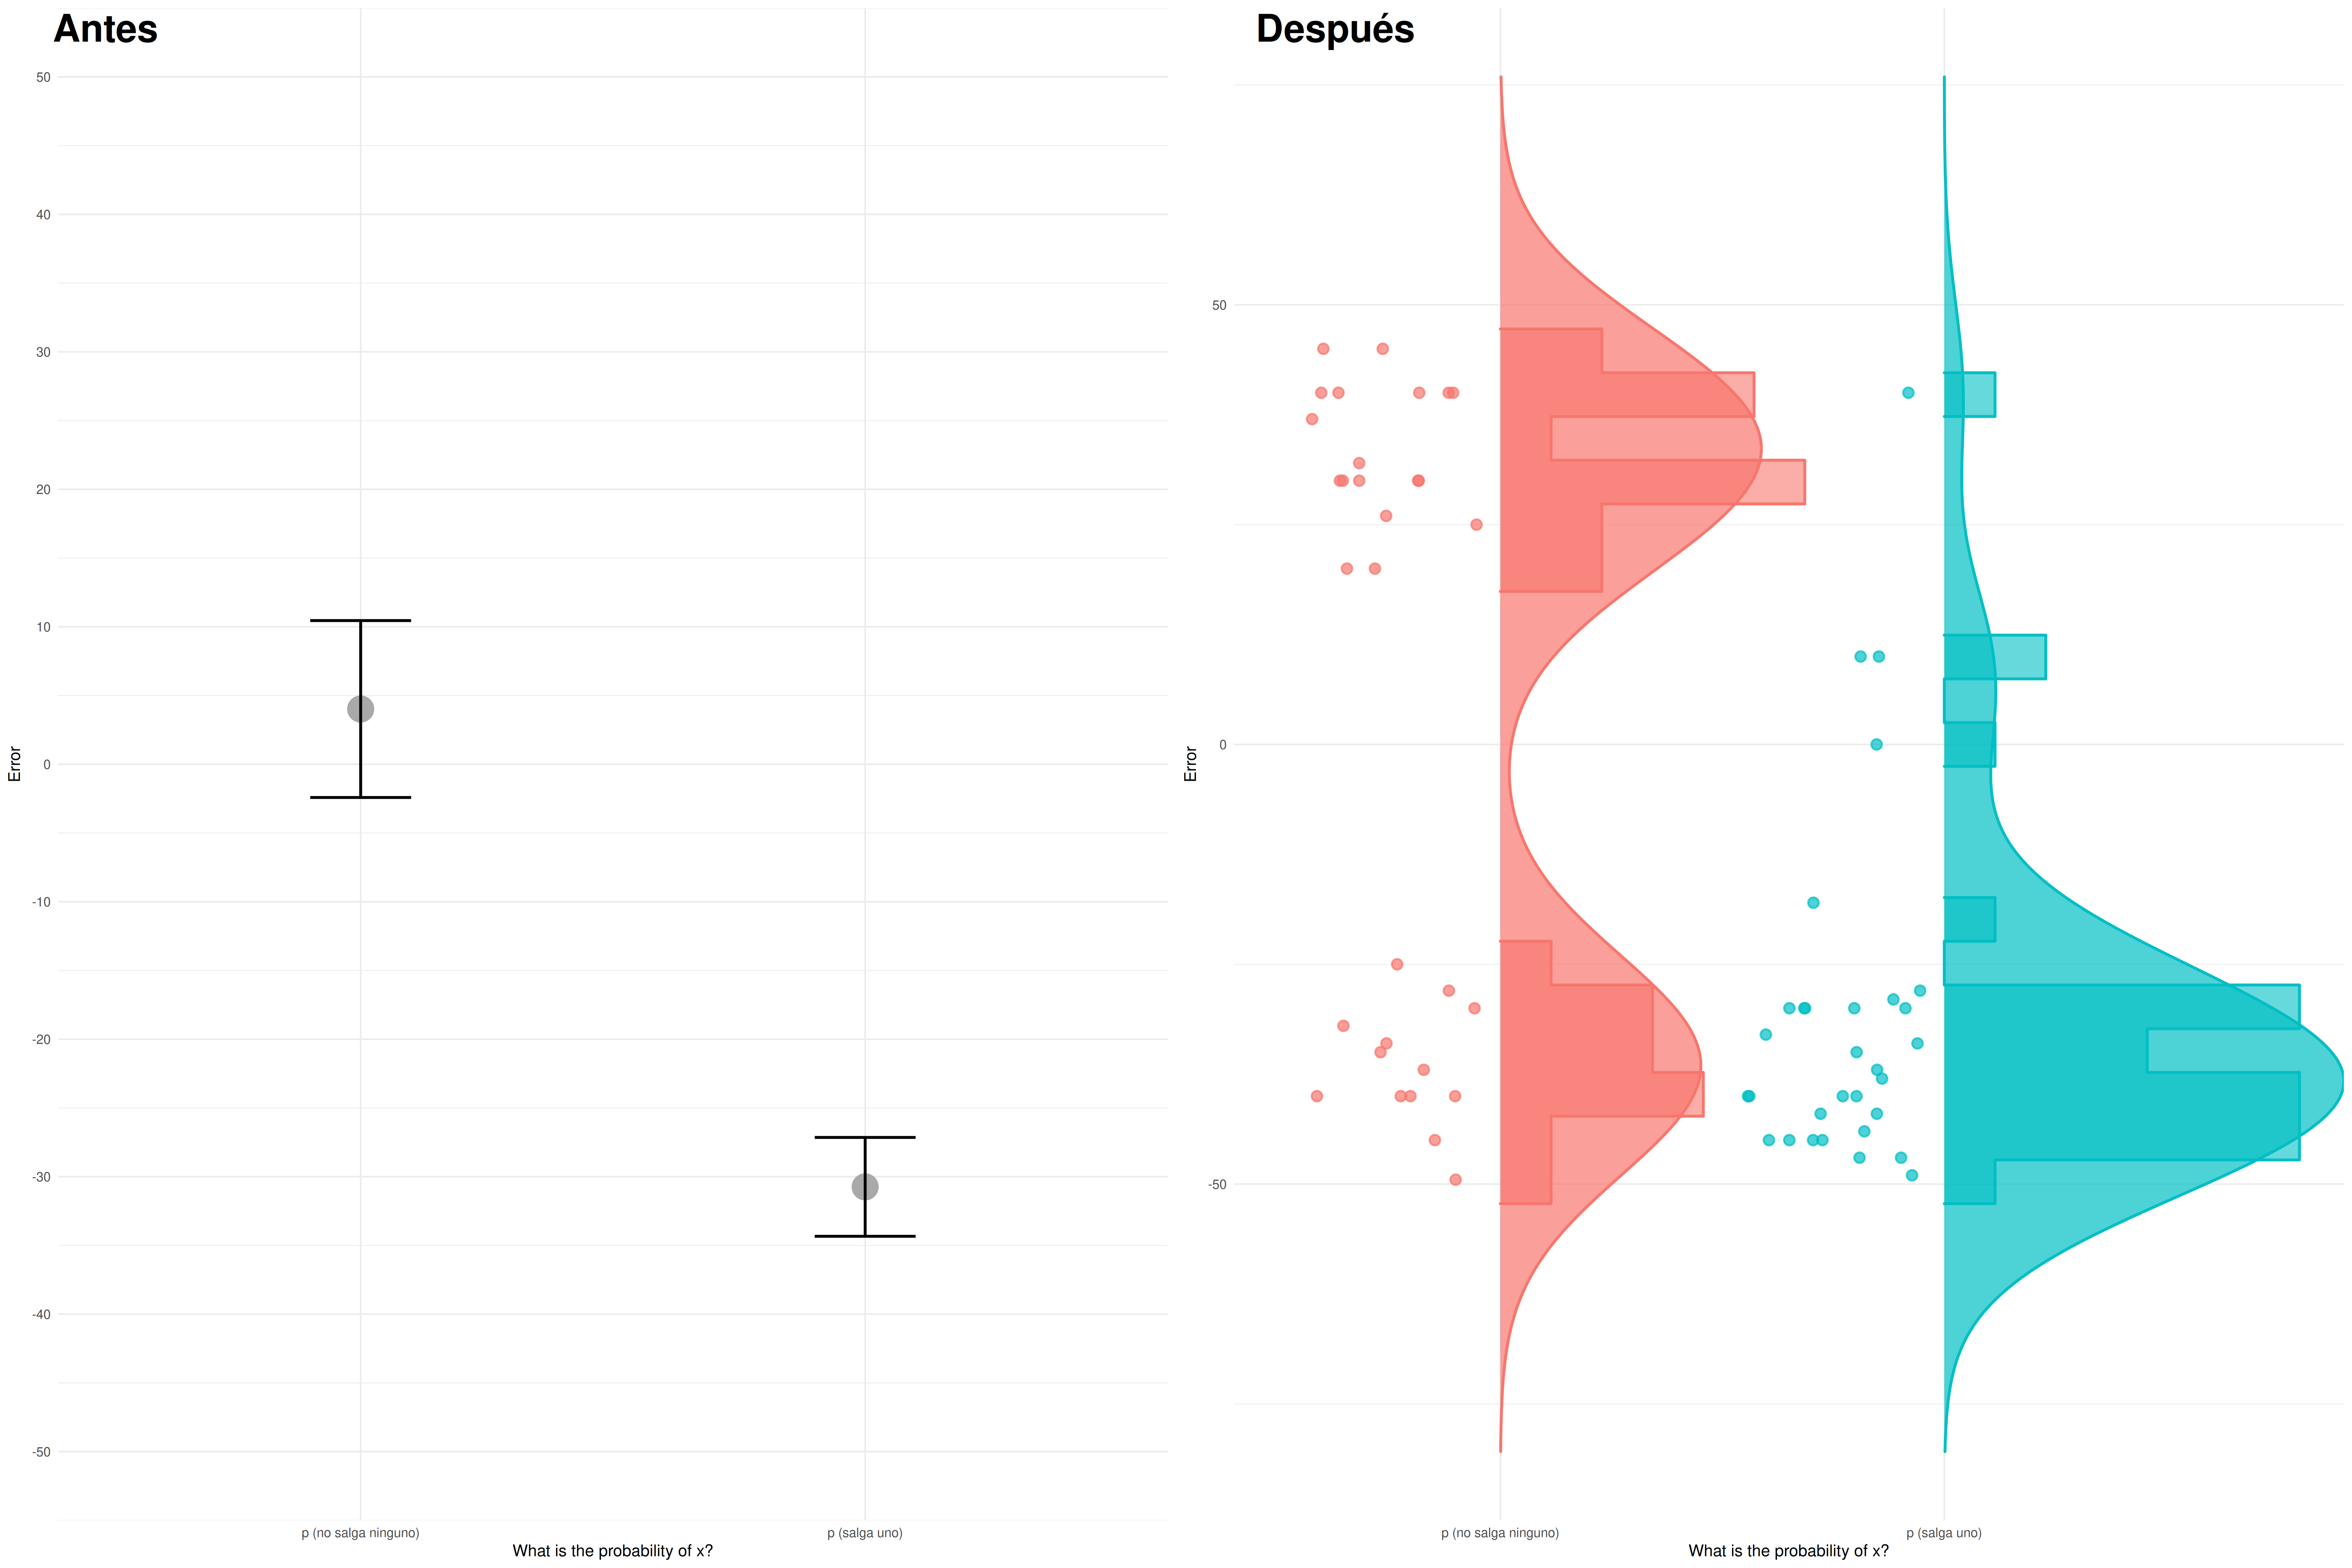 Antes
50
40
30
20
10
0
-10
-20
-30
-40
-50
Error
p (no salga ninguno)
p (salga uno)
What is the probability of x?
Después
50
0
-50
Error
p (no salga ninguno)
p (salga uno)
What is the probability of x?